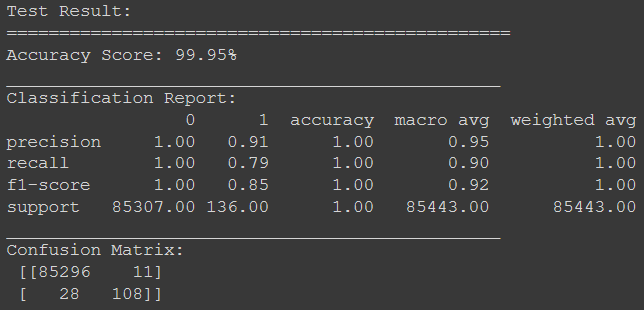 Test Result:
================================================
Accuracy Score: 99.95%
_______________________________________________
Classification Report:
0 1 accuracy macro avg weighted avg
precision 1.00 0.91 1.00 0.95 1.00
recall 1.00 0.79 1.00 0.90 1.00
f1-score 1.00 0.85 1.00 0.92 1.00
support 85307.00 136.00 1.00 85443.00 85443.00
_______________________________________________
Confusion Matrix:
[[85296 11]
[ 28 108]]